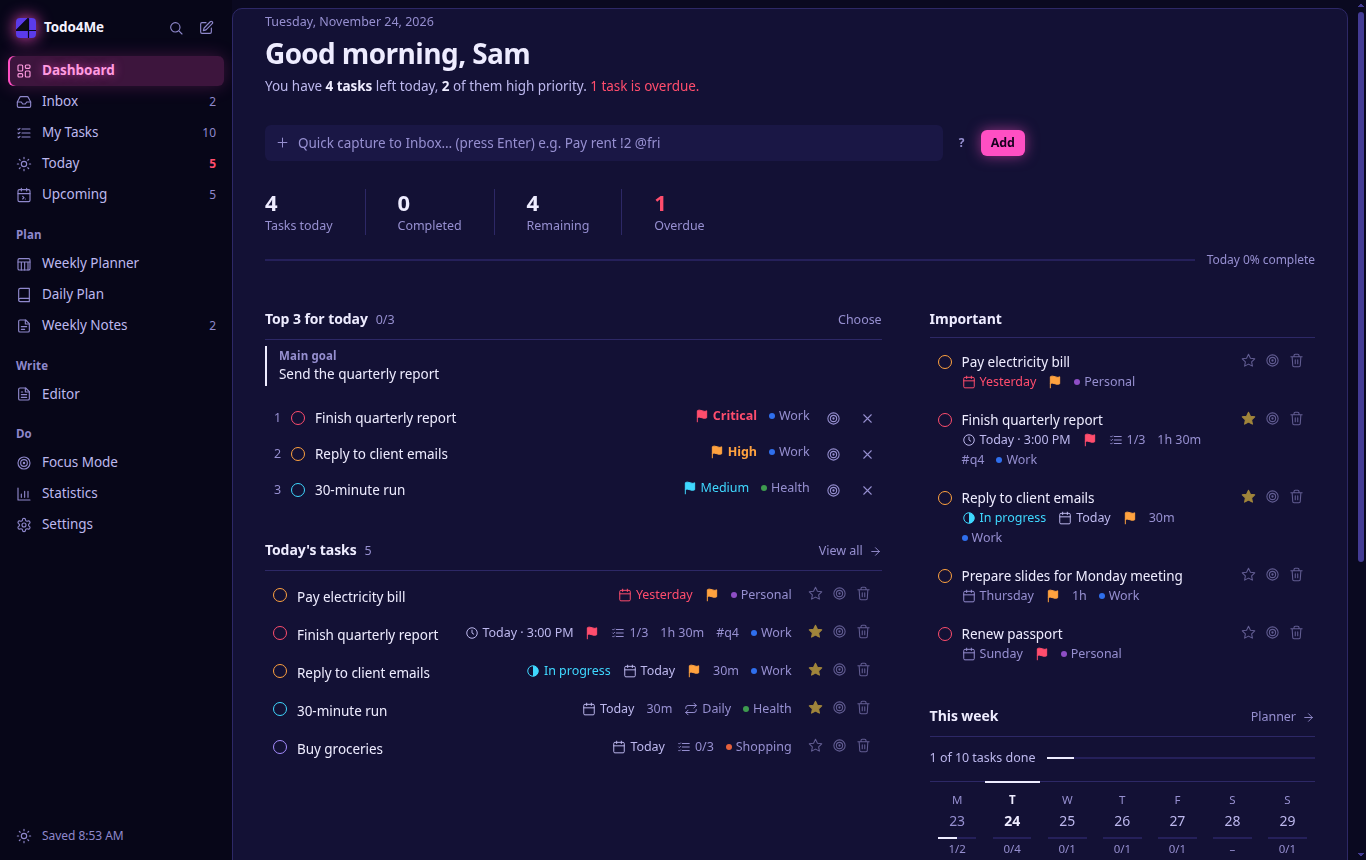 Todo4Me
Dashboard
Inbox 2
My Tasks 10
Today 5
Upcoming 5
Plan
Weekly Planner
Daily Plan
Weekly Notes 2
Write
Editor
Do
Focus Mode
Statistics
Settings
Saved 8:53 AM
Tuesday, November 24, 2026
Good morning, Sam
You have 4 tasks left today, 2 of them high priority. 1 task is overdue.
Quick capture to Inbox... (press Enter) e.g. Pay rent !2 @fri
? Add
4 0 4 1
Tasks today Completed Remaining Overdue
Today 0% complete
Top 3 for today 0/3 Choose
Main goal
Send the quarterly report
1 Finish quarterly report Critical Work
2 Reply to client emails High Work
3 30-minute run Medium Health
Today's tasks 5 View all →
Pay electricity bill Yesterday Personal
Finish quarterly report Today · 3:00 PM 1/3 1h 30m #q4 Work
Reply to client emails In progress Today 30m Work
30-minute run Today 30m Daily Health
Buy groceries Today 0/3 Shopping
Important
Pay electricity bill
Yesterday Personal
Finish quarterly report
Today · 3:00 PM 1/3 1h 30m
#q4 Work
Reply to client emails
In progress Today 30m
Work
Prepare slides for Monday meeting
Thursday 1h Work
Renew passport
Sunday Personal
This week Planner →
1 of 10 tasks done
M T W T F S S
23 24 25 26 27 28 29
1/2 0/4 0/1 0/1 0/1 – 0/1